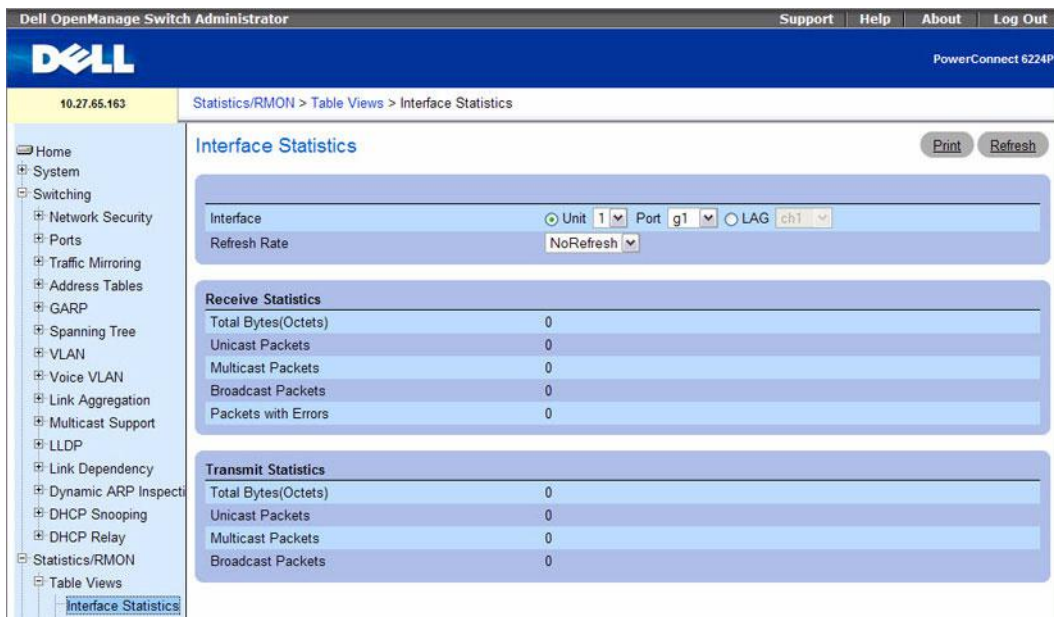 Dell OpenManage Switch Administrator Support Help About Log Out
DELL
PowerConnect 6224P
10.27.65.163
Statistics/RMON > Table Views > Interface Statistics
Home
System
Switching
Network Security
Ports
Traffic Mirroring
Address Tables
GARP
Spanning Tree
VLAN
Voice VLAN
Link Aggregation
Multicast Support
LLDP
Link Dependency
Dynamic ARP Inspecti
DHCP Snooping
DHCP Relay
Statistics/RMON
Table Views
Interface Statistics
Interface Statistics
Print Refresh
Interface Unit 1 Port g1 LAG ch1
Refresh Rate NoRefresh
Receive Statistics
Total Bytes(Octets) 0
Unicast Packets 0
Multicast Packets 0
Broadcast Packets 0
Packets with Errors 0
Transmit Statistics
Total Bytes(Octets) 0
Unicast Packets 0
Multicast Packets 0
Broadcast Packets 0